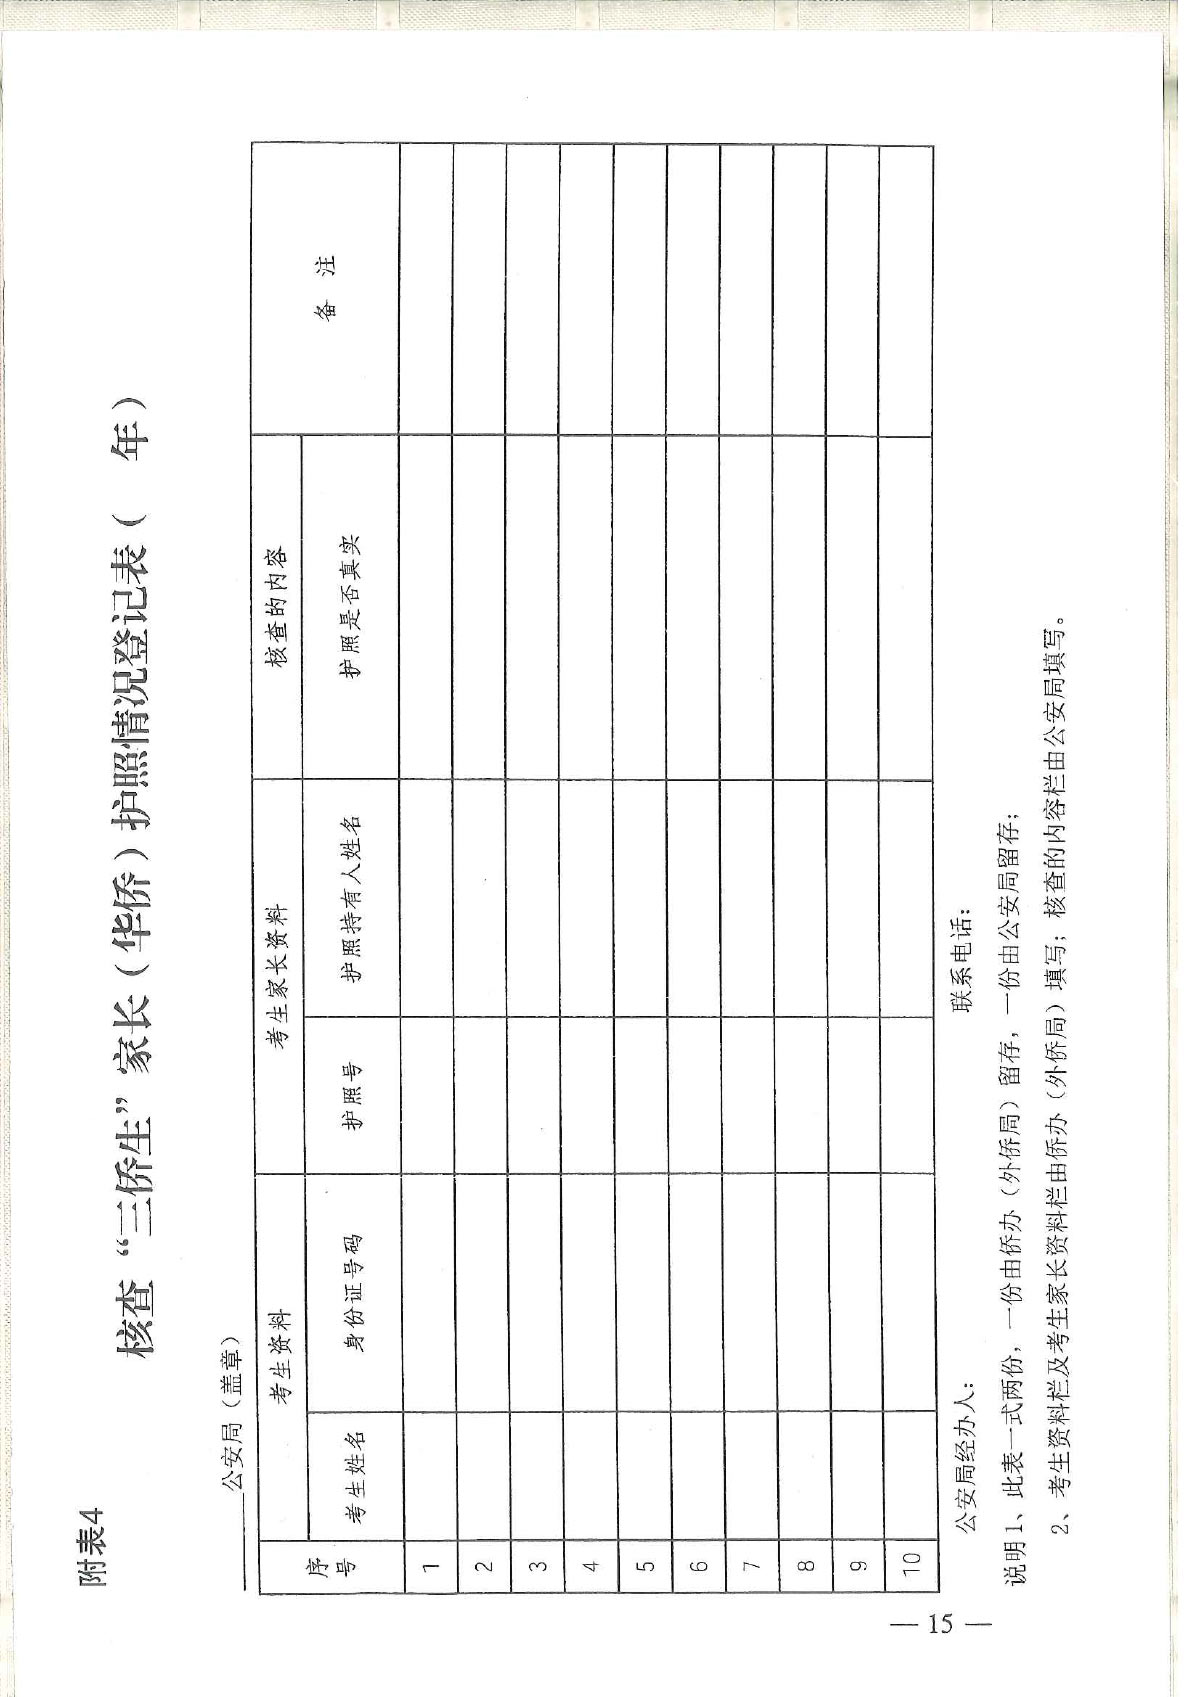 附表4
核查“三侨生”家长（华侨）护照情况登记表（ 年）
公安局（盖章）
序号 考生资料 考生家长资料 核查的内容 备 注
考生姓名 身份证号码 护照号 护照持有人姓名 护照是否真实
1
2
3
4
5
6
7
8
9
10
公安局经办人： 联系电话：
说明1、此表一式两份，一份由侨办（外侨局）留存，一份由公安局留存；
2、考生资料栏及考生家长资料栏由侨办（外侨局）填写；核查的内容栏由公安局填写。
— 15 —